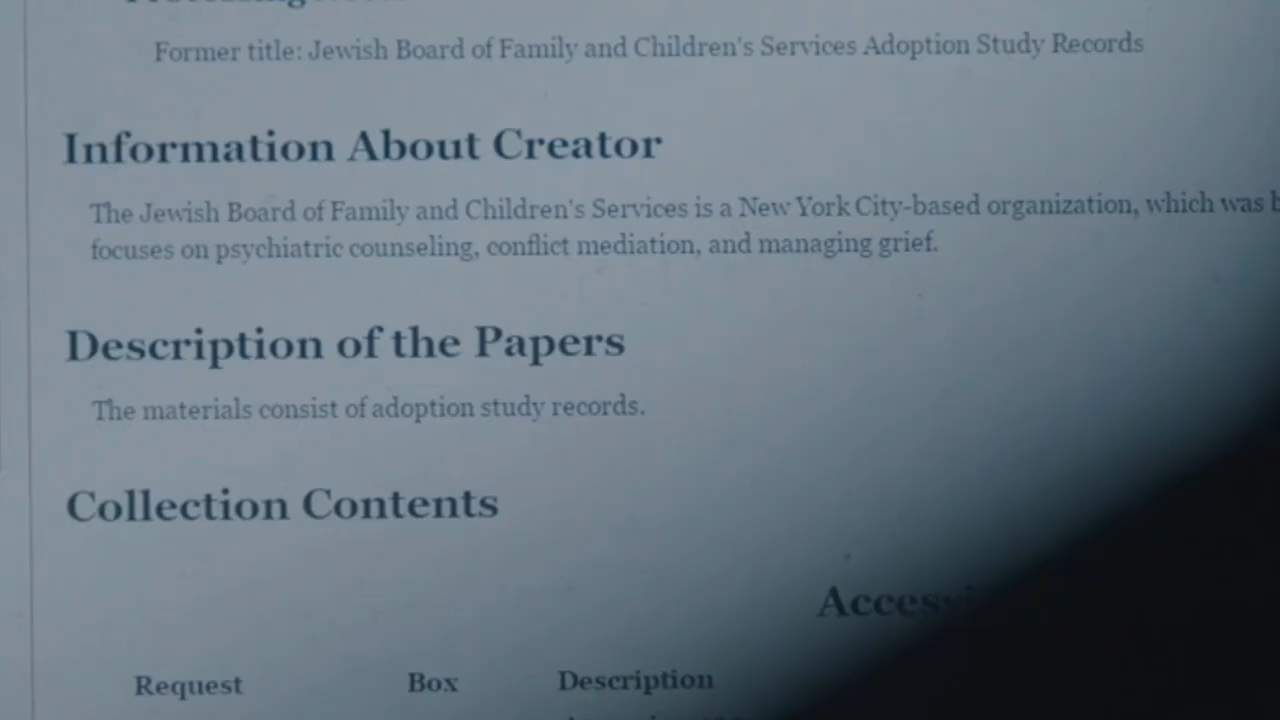 Former title: Jewish Board of Family and Children's Services Adoption Study Records
Information About Creator
The Jewish Board of Family and Children's Services is a New York City-based organization, which was
focuses on psychiatric counseling, conflict mediation, and managing grief.
Description of the Papers
The materials consist of adoption study records.
Collection Contents
Request Box Description